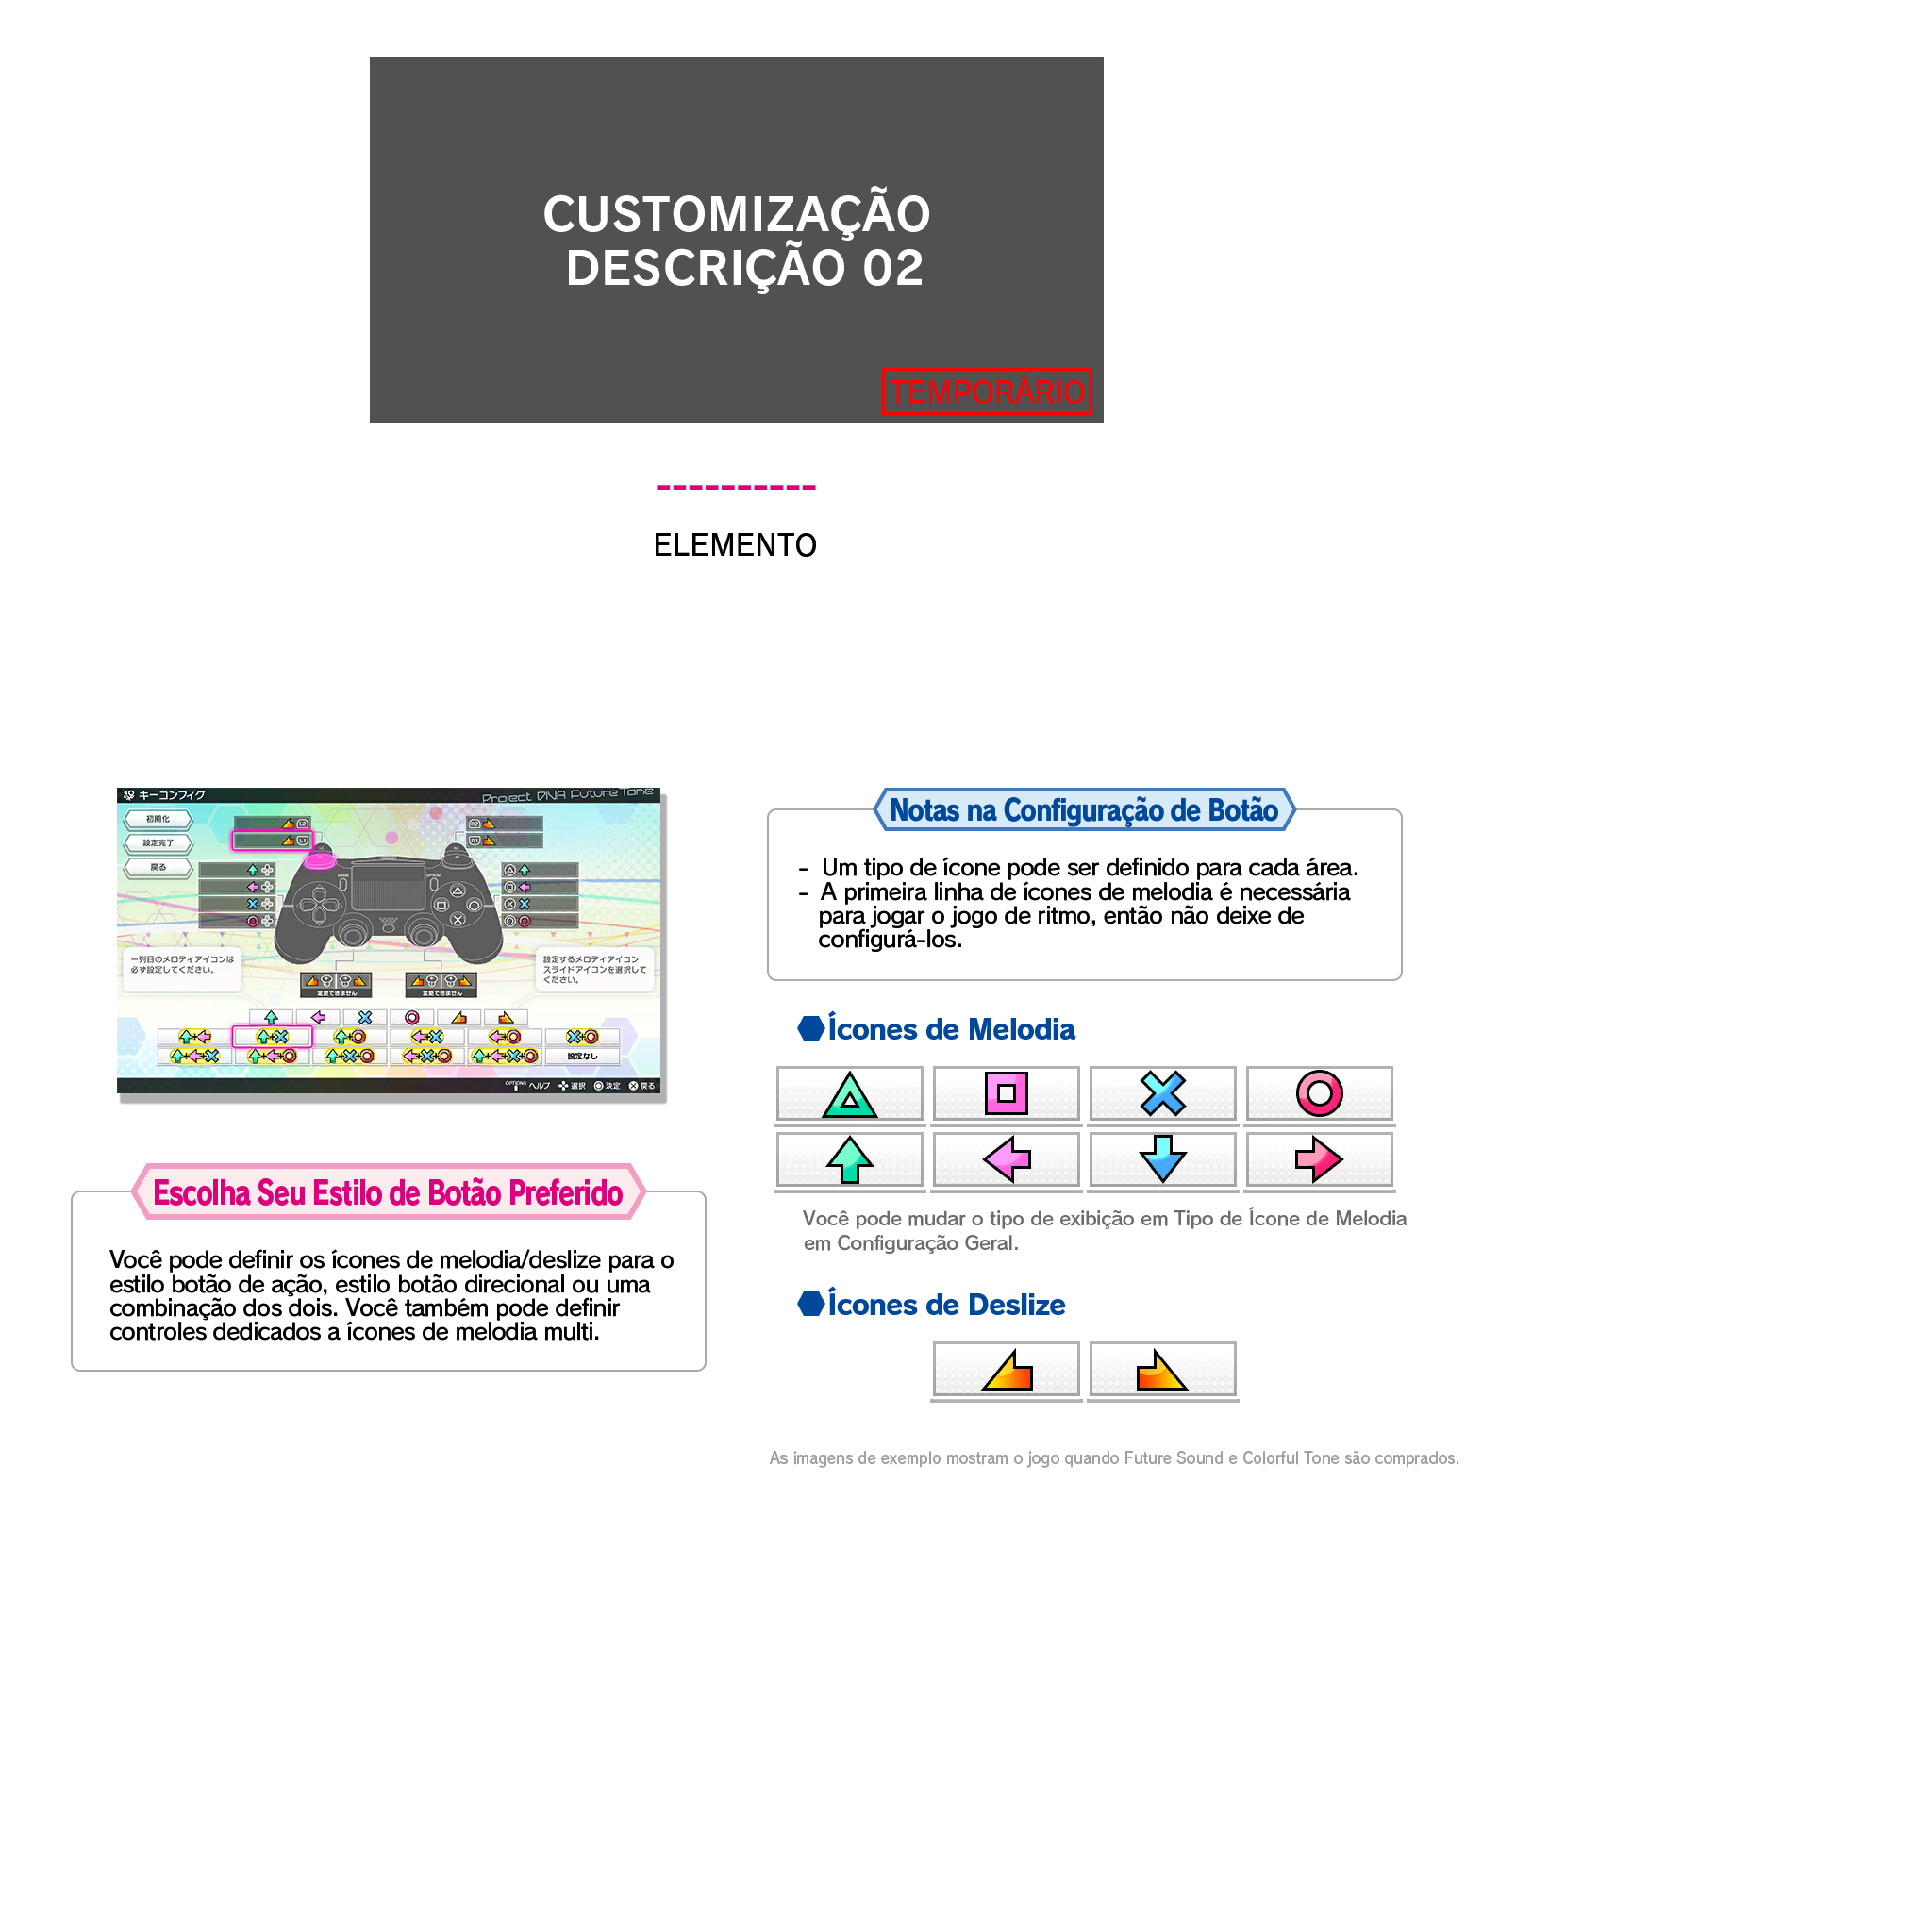 CUSTOMIZAÇÃO
DESCRIÇÃO 02
TEMPORÁRIO
----------
ELEMENTO
キーコンフィグ
Project DIVA Future Tone
初期化
設定完了
戻る
L2
L1
R2
R1
SHARE
OPTIONS
一列目のメロディアイコンは
必ず設定してください。
設定するメロディアイコン
スライドアイコンを選択して
ください。
変更できません
変更できません
設定なし
OPTIONS ヘルプ 選択 決定 戻る
Escolha Seu Estilo de Botão Preferido
Você pode definir os ícones de melodia/deslize para o
estilo botão de ação, estilo botão direcional ou uma
combinação dos dois. Você também pode definir
controles dedicados a ícones de melodia multi.
Notas na Configuração de Botão
- Um tipo de ícone pode ser definido para cada área.
- A primeira linha de ícones de melodia é necessária
para jogar o jogo de ritmo, então não deixe de
configurá-los.
Ícones de Melodia
Você pode mudar o tipo de exibição em Tipo de Ícone de Melodia
em Configuração Geral.
Ícones de Deslize
As imagens de exemplo mostram o jogo quando Future Sound e Colorful Tone são comprados.